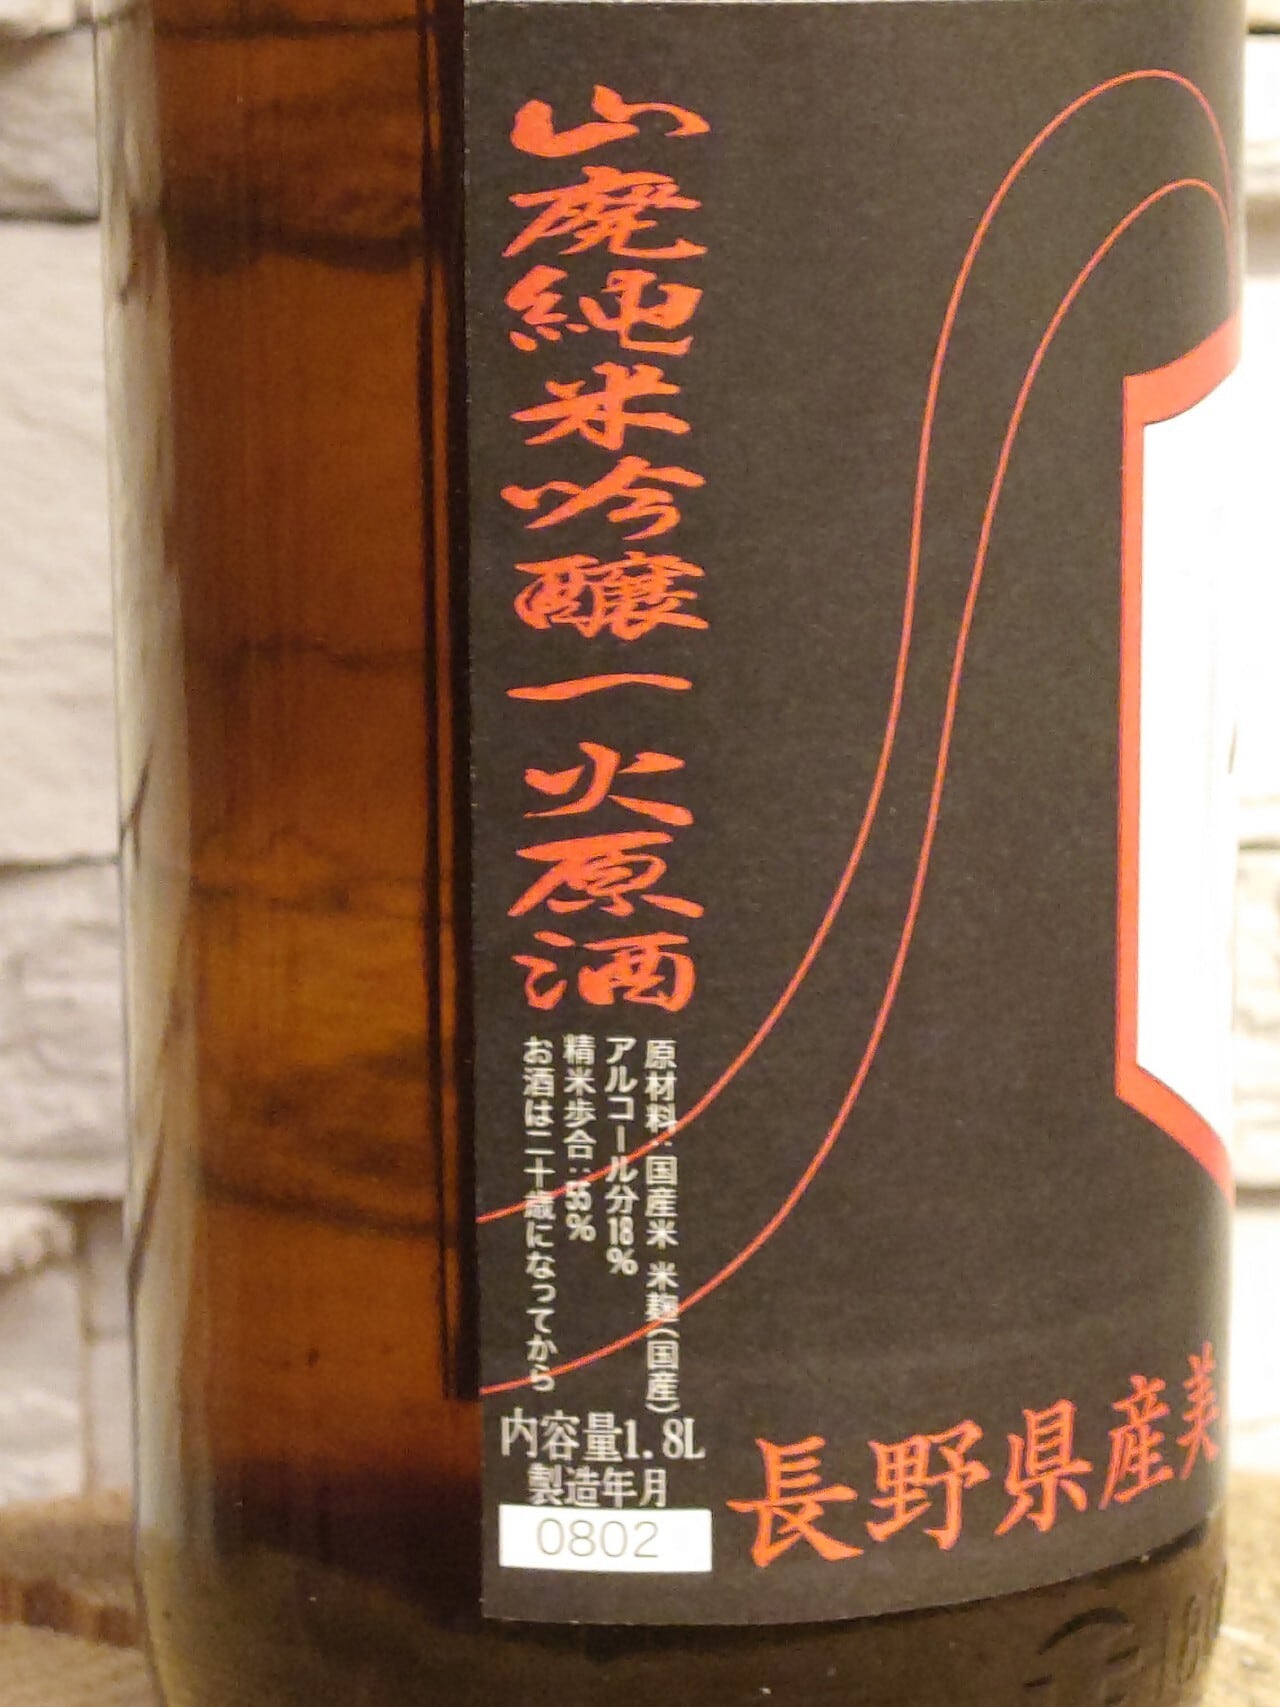 山廃純米吟醸一火原酒
原材料：国産米・米麹（国産）
アルコール分18％
精米歩合：55％
お酒は二十歳になってから
内容量1.8L
製造年月
0802
長野県産美